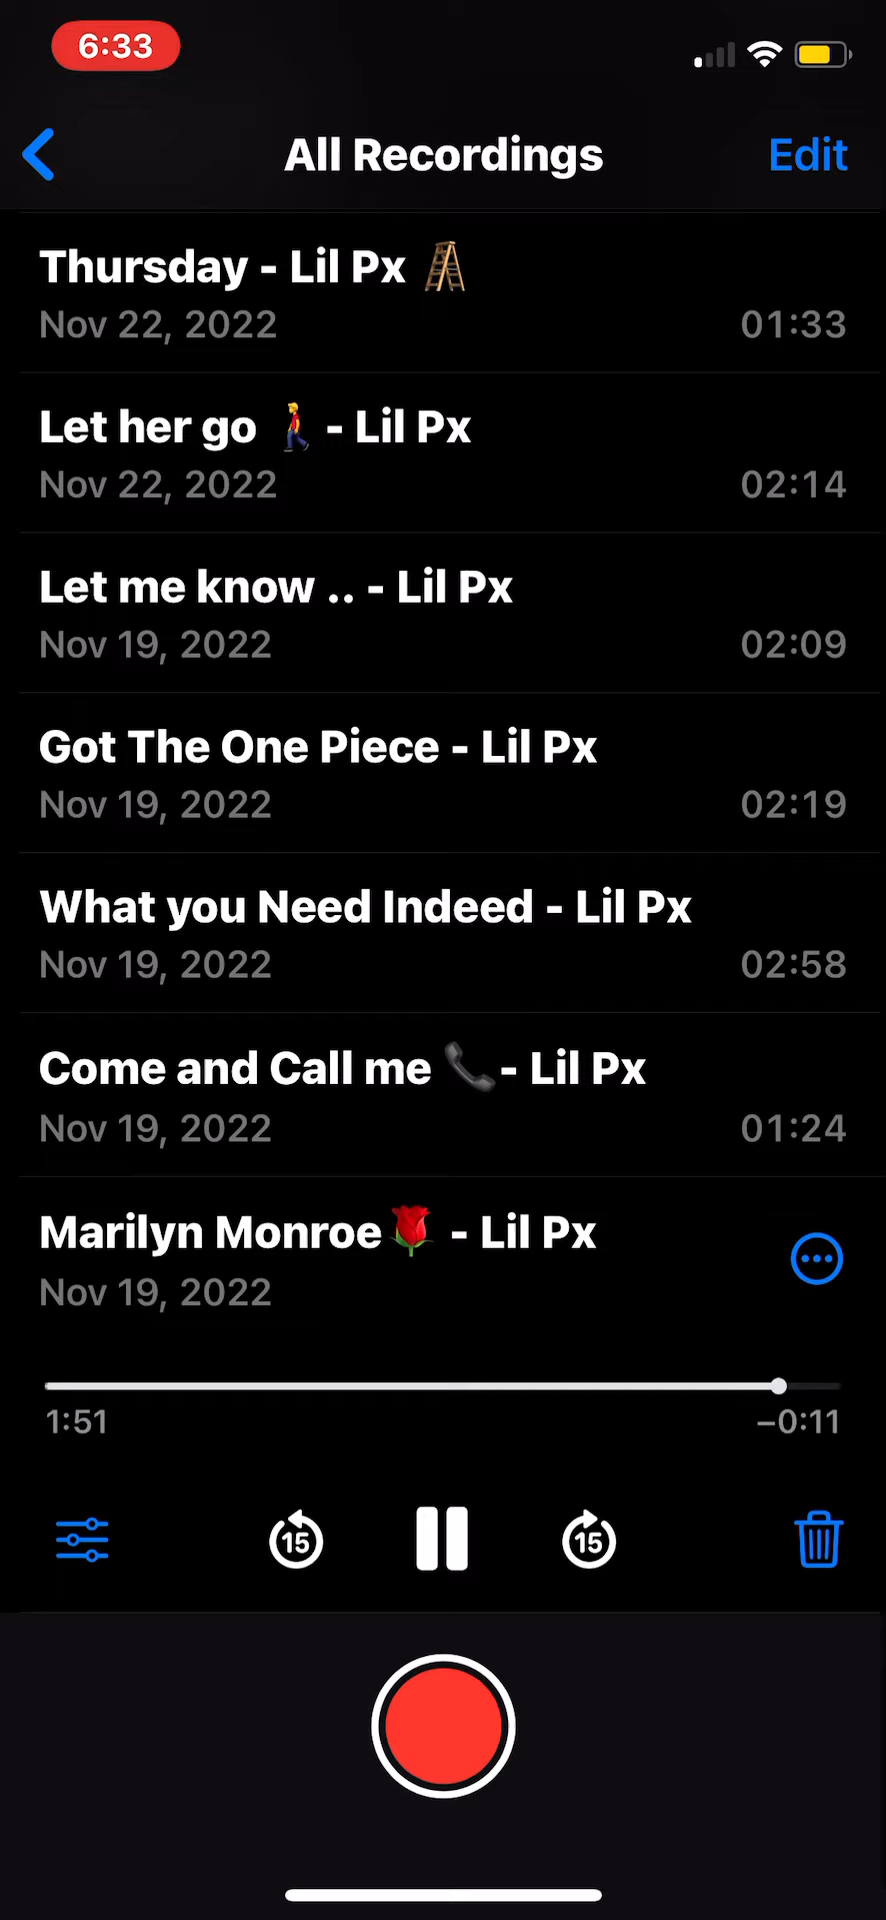 6:33
All Recordings
Edit
Thursday - Lil Px 🪜
Nov 22, 2022
01:33
Let her go 🚶 - Lil Px
Nov 22, 2022
02:14
Let me know .. - Lil Px
Nov 19, 2022
02:09
Got The One Piece - Lil Px
Nov 19, 2022
02:19
What you Need Indeed - Lil Px
Nov 19, 2022
02:58
Come and Call me 📞- Lil Px
Nov 19, 2022
01:24
Marilyn Monroe🌹 - Lil Px
Nov 19, 2022
1:51
–0:11
15
15